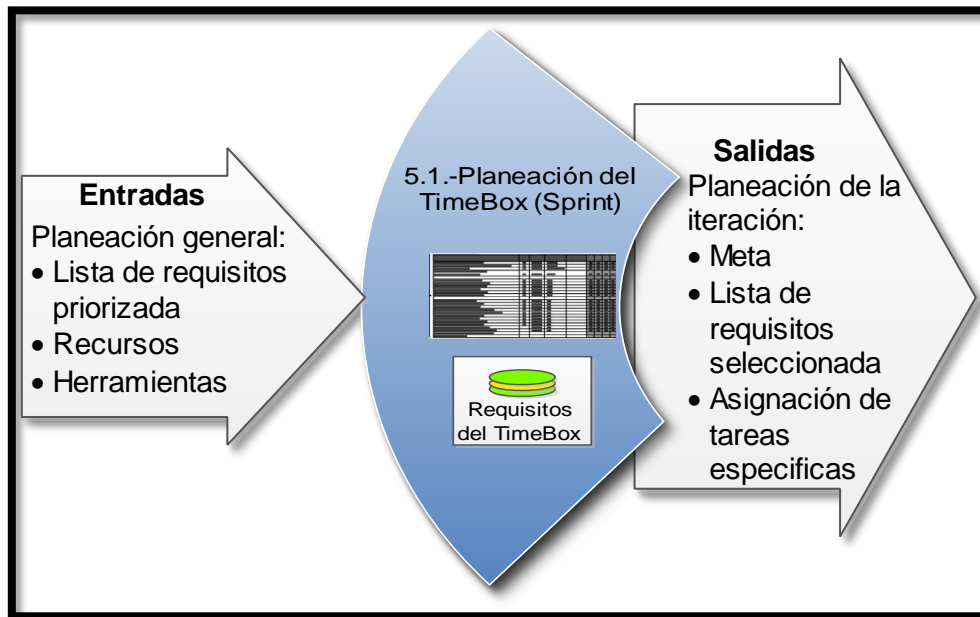 Entradas
Planeación general:
• Lista de requisitos
priorizada
• Recursos
• Herramientas
5.1.-Planeación del
TimeBox (Sprint)
Requisitos
del TimeBox
Salidas
Planeación de la
iteración:
• Meta
• Lista de
requisitos
seleccionada
• Asignación de
tareas
especificas